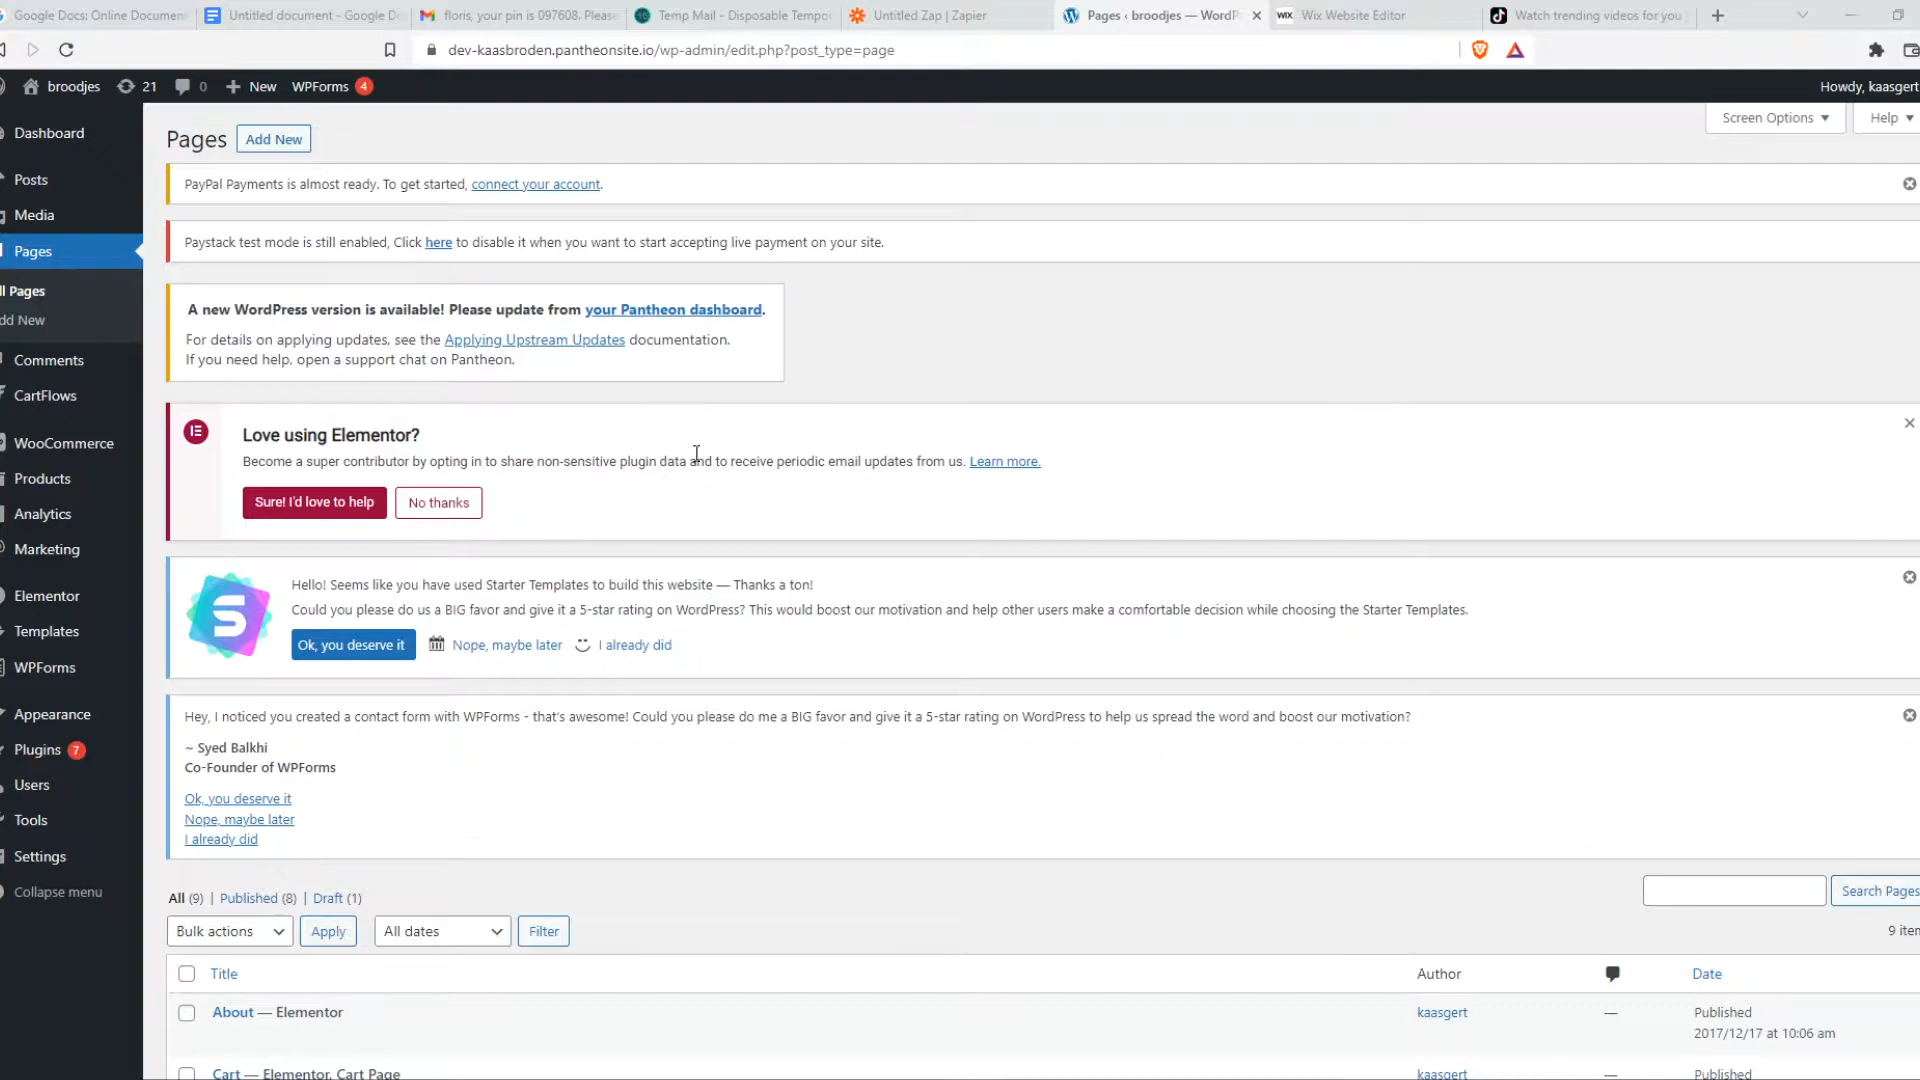 Google Docs: Online Document
Untitled document - Google Do
floris, your pin is 097608. Please
Temp Mail - Disposable Tempo
Untitled Zap | Zapier
Pages ‹ broodjes — WordP
WIX Wix Website Editor
Watch trending videos for you
dev-kaasbroden.pantheonsite.io/wp-admin/edit.php?post_type=page
broodjes 21 0 New WPForms 4
Howdy, kaasgert
Dashboard
Posts
Media
Pages
ll Pages
dd New
Comments
CartFlows
WooCommerce
Products
Analytics
Marketing
Elementor
Templates
WPForms
Appearance
Plugins 7
Users
Tools
Settings
Collapse menu
Screen Options
Help
Pages Add New
PayPal Payments is almost ready. To get started, connect your account.
Paystack test mode is still enabled, Click here to disable it when you want to start accepting live payment on your site.
A new WordPress version is available! Please update from your Pantheon dashboard.
For details on applying updates, see the Applying Upstream Updates documentation.
If you need help, open a support chat on Pantheon.
Love using Elementor?
Become a super contributor by opting in to share non-sensitive plugin data and to receive periodic email updates from us. Learn more.
Sure! I'd love to help No thanks
Hello! Seems like you have used Starter Templates to build this website — Thanks a ton!
Could you please do us a BIG favor and give it a 5-star rating on WordPress? This would boost our motivation and help other users make a comfortable decision while choosing the Starter Templates.
Ok, you deserve it Nope, maybe later I already did
Hey, I noticed you created a contact form with WPForms - that's awesome! Could you please do me a BIG favor and give it a 5-star rating on WordPress to help us spread the word and boost our motivation?
~ Syed Balkhi
Co-Founder of WPForms
Ok, you deserve it
Nope, maybe later
I already did
All (9) | Published (8) | Draft (1)
Search Pages
Bulk actions Apply All dates Filter
9 iten
Title Author Date
About — Elementor kaasgert — Published
2017/12/17 at 10:06 am
Cart — Elementor, Cart Page kaasgert — Published